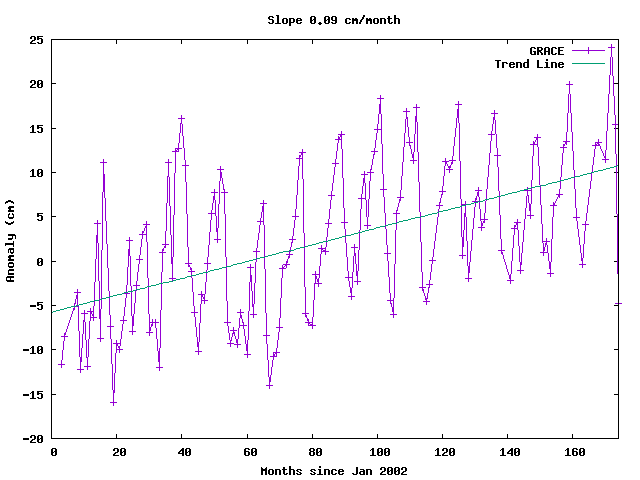 Slope 0.09 cm/month
GRACE
Trend Line
25
20
15
10
5
0
-5
-10
-15
-20
Anomaly (cm)
0 20 40 60 80 100 120 140 160
Months since Jan 2002